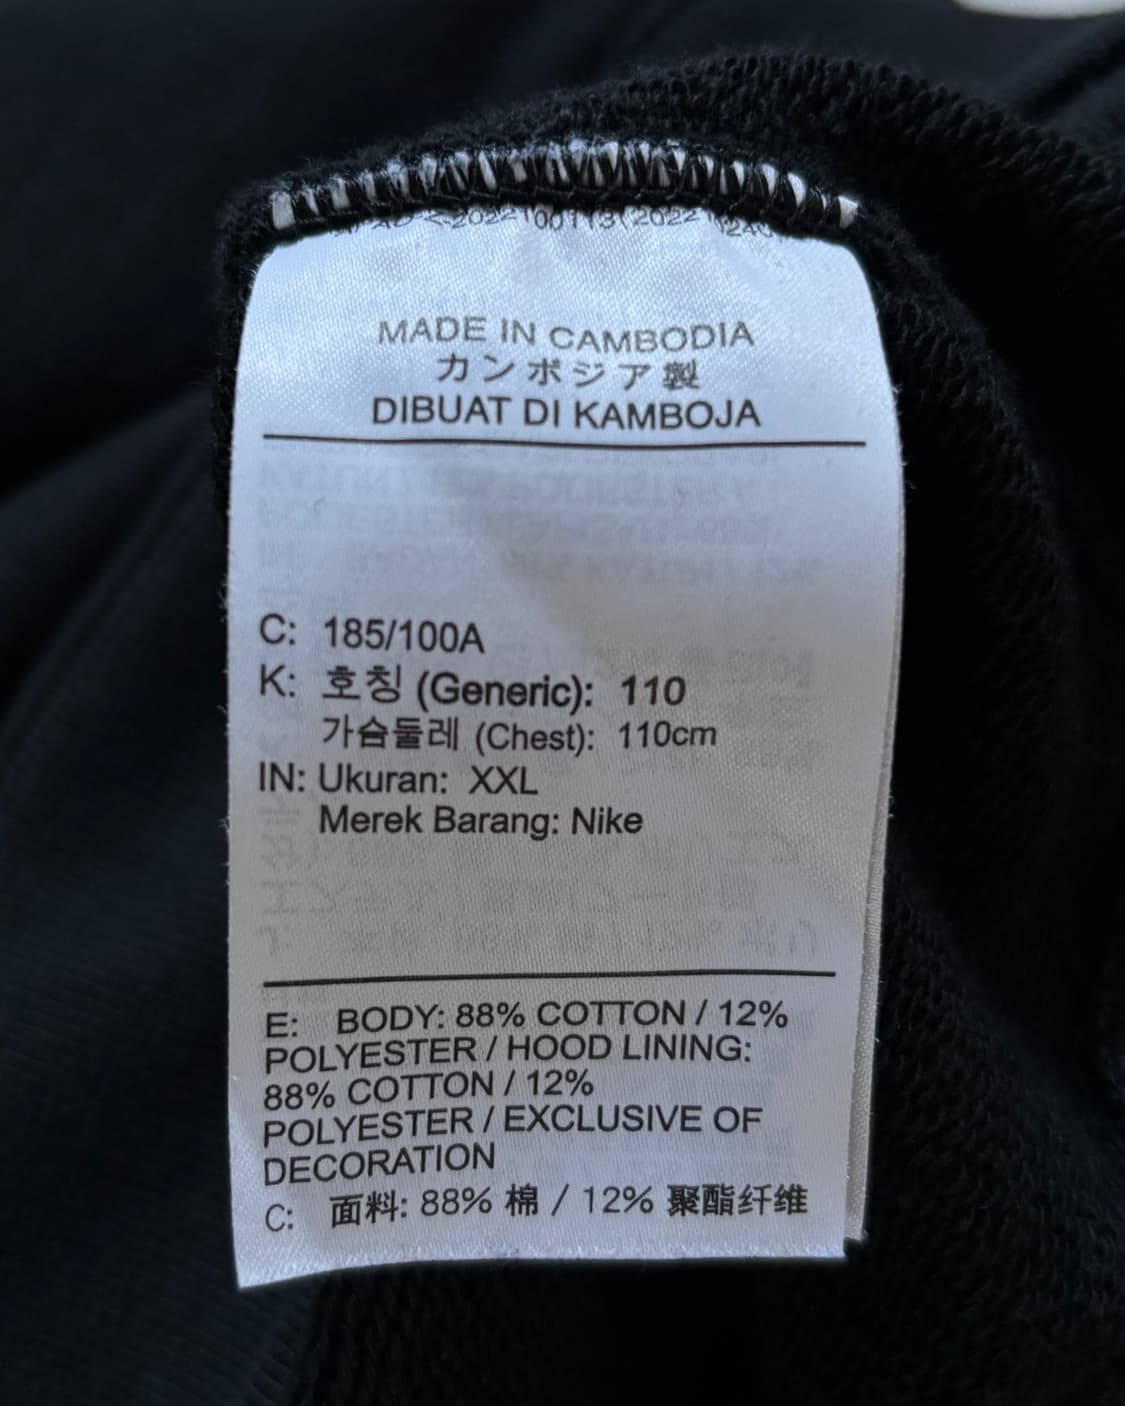 MADE IN CAMBODIA
カンボジア製
DIBUAT DI KAMBOJA
C: 185/100A
K: 호칭 (Generic): 110
가슴둘레 (Chest): 110cm
IN: Ukuran: XXL
Merek Barang: Nike
E: BODY: 88% COTTON / 12%
POLYESTER / HOOD LINING:
88% COTTON / 12%
POLYESTER / EXCLUSIVE OF
DECORATION
C: 面料: 88% 棉 / 12% 聚酯纤维